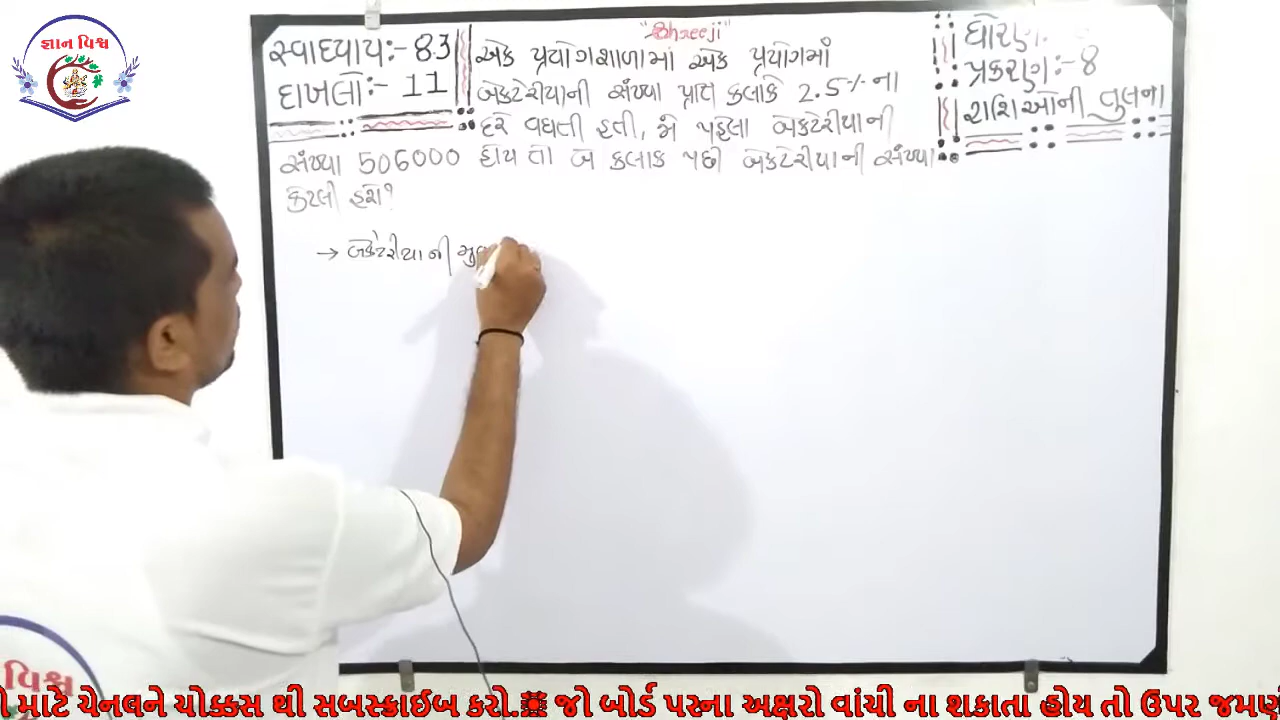 જ્ઞાન વિશ્વ
સ્વાધ્યાય:- 8.3
દાખલો:- 11
"Shreeji"
એક પ્રયોગશાળામાં એક પ્રયોગમાં
બેક્ટેરીયાની સંખ્યા પ્રતિ કલાકે 2.5% ના
દરે વધતી હતી, જો પહેલા બેક્ટેરીયાની
સંખ્યા 506000 હોય તો બે કલાક પછી બેક્ટેરીયાની સંખ્યા
કેટલી હશે?
ધોરણ:-
પ્રકરણ:- 8
રાશિઓની તુલના
→ બેક્ટેરીયાની
વિશ્વ
માટે ચેનલને ચોક્કસ થી સબસ્ક્રાઈબ કરો. જો બોર્ડ પરના અક્ષરો વાંચી ના શકાતા હોય તો ઉપર જમણી